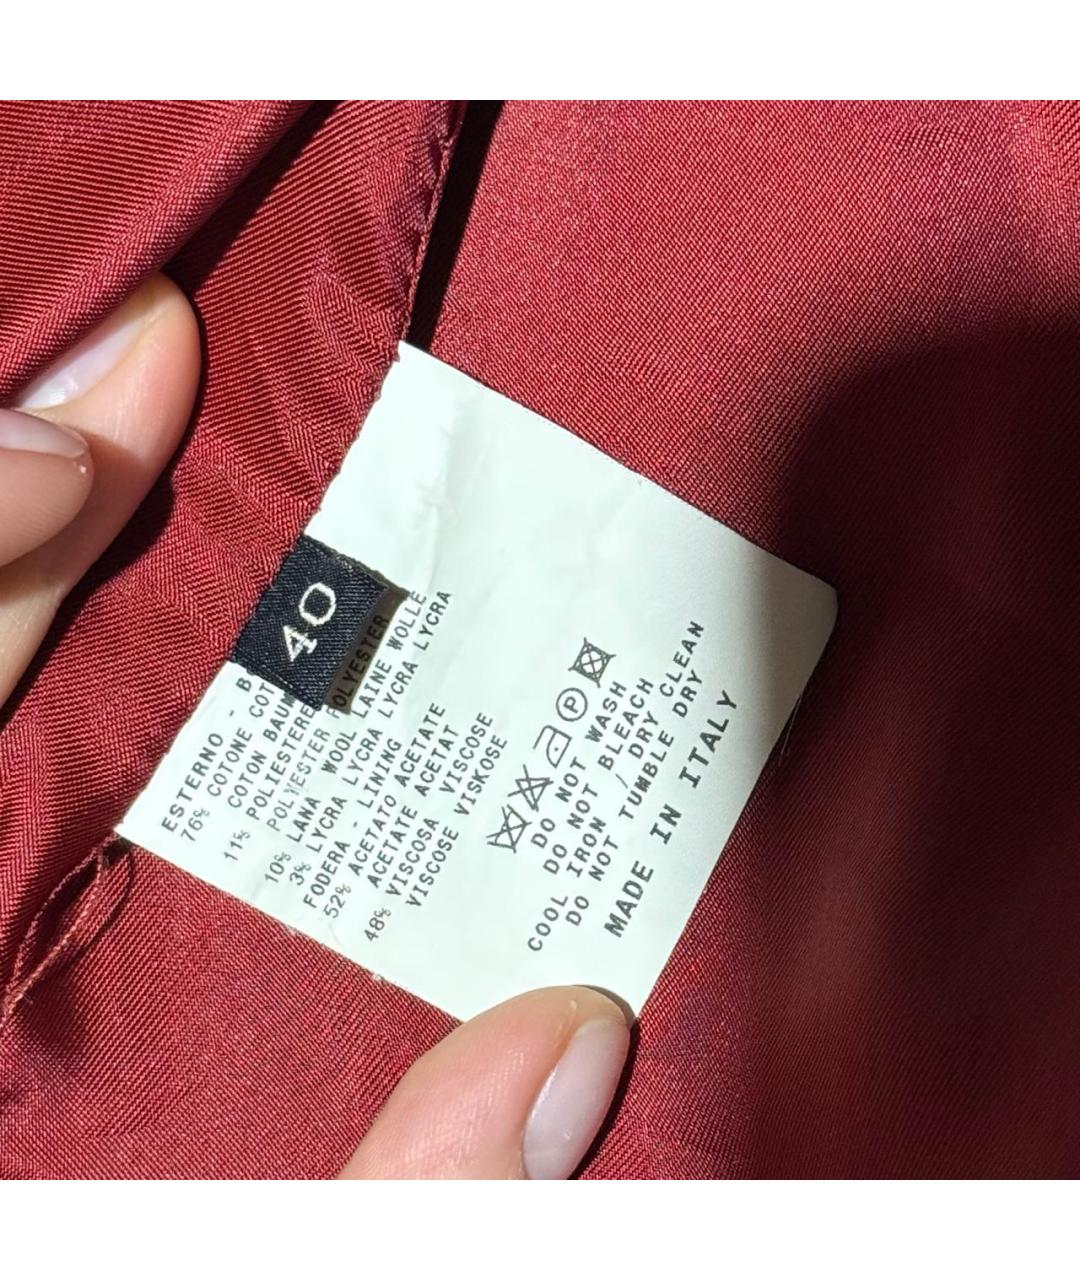 40
ESTERNO - B
76% COTONE COT
COTON BAUM
11% POLIESTERE OLYESTER
POLYESTER P
10% LANA WOOL LAINE WOLLE
3% LYCRA LYCRA LYCRA LYCRA
FODERA - LINING
52% ACETATO ACETATE
ACETATE ACETAT
48% VISCOSA VISCOSE
VISCOSE VISKOSE
P
DO NOT WASH
DO NOT BLEACH
COOL IRON / DRY CLEAN
DO NOT TUMBLE DRY
MADE IN ITALY